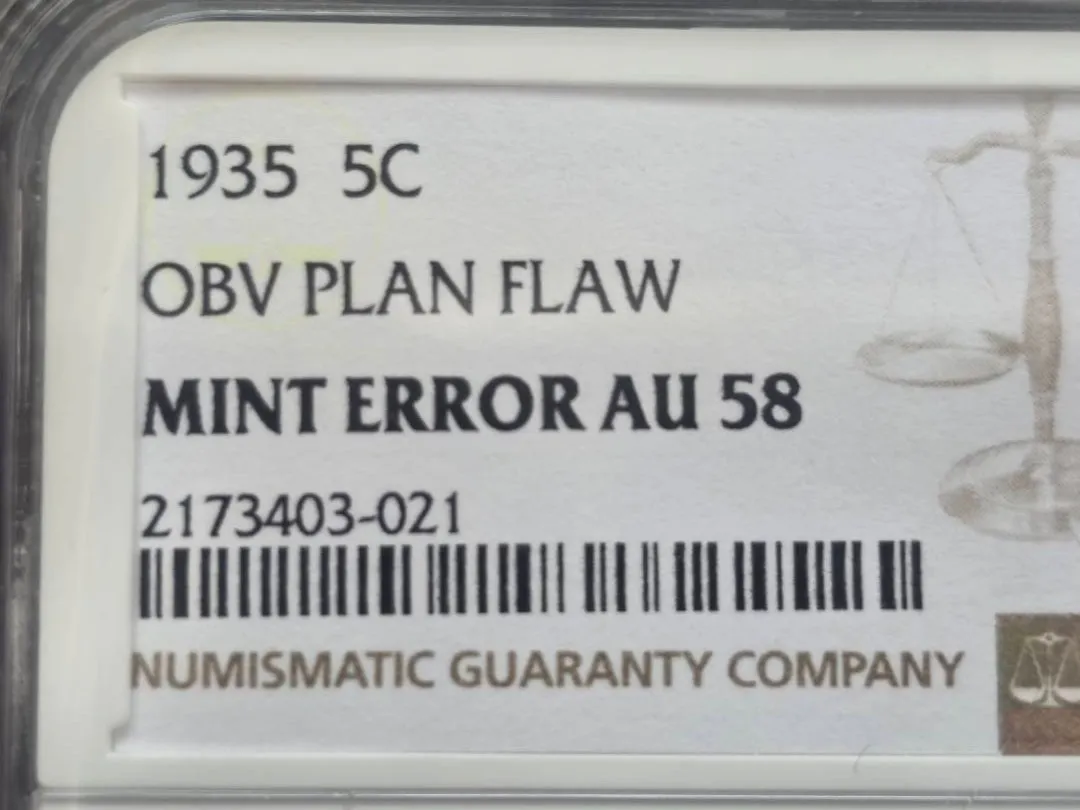 1935 5C
OBV PLAN FLAW
MINT ERROR AU 58
2173403-021
NUMISMATIC GUARANTY COMPANY